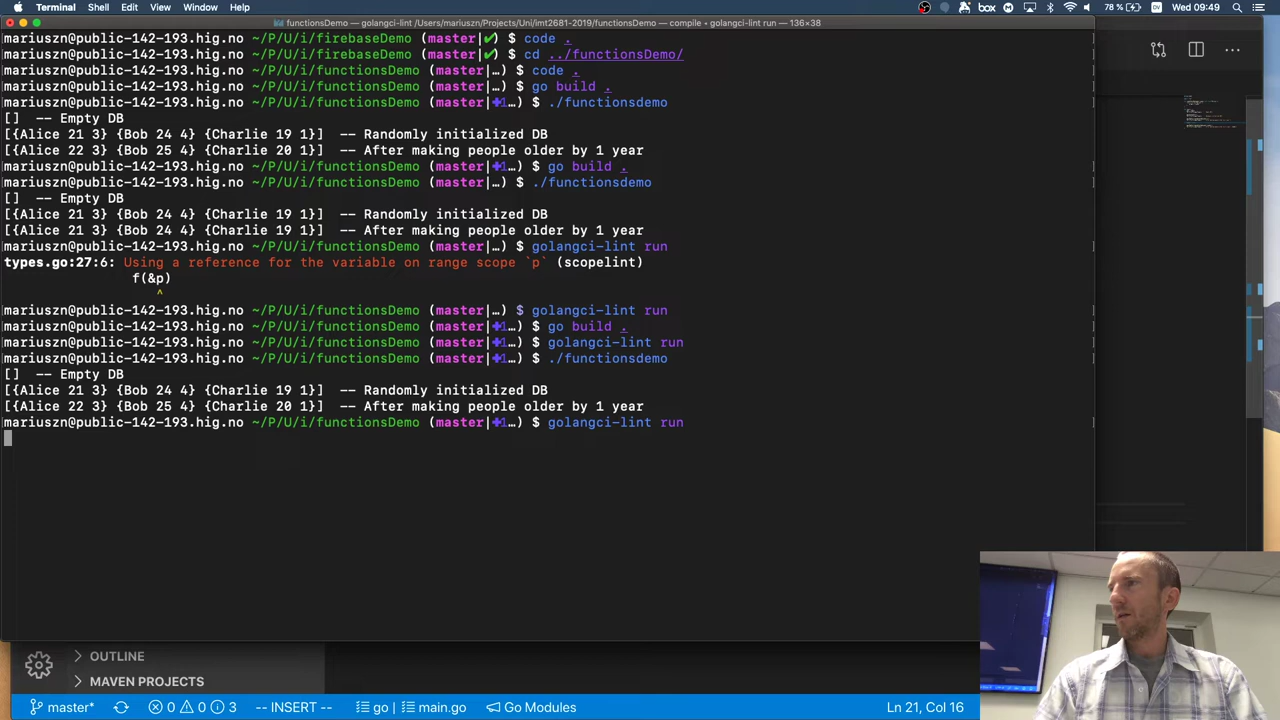 Terminal Shell Edit View Window Help box 78 % DV Wed 09:49
functionsDemo — golangci-lint /Users/mariuszn/Projects/Uni/imt2681-2019/functionsDemo — compile • golangci-lint run — 136×38
mariuszn@public-142-193.hig.no ~/P/U/i/firebaseDemo (master|✔) $ code .
mariuszn@public-142-193.hig.no ~/P/U/i/firebaseDemo (master|✔) $ cd ../functionsDemo/
mariuszn@public-142-193.hig.no ~/P/U/i/functionsDemo (master|…) $ code .
mariuszn@public-142-193.hig.no ~/P/U/i/functionsDemo (master|…) $ go build .
mariuszn@public-142-193.hig.no ~/P/U/i/functionsDemo (master|✚1…) $ ./functionsdemo
[]  -- Empty DB
[{Alice 21 3} {Bob 24 4} {Charlie 19 1}]  -- Randomly initialized DB
[{Alice 22 3} {Bob 25 4} {Charlie 20 1}]  -- After making people older by 1 year
mariuszn@public-142-193.hig.no ~/P/U/i/functionsDemo (master|✚1…) $ go build .
mariuszn@public-142-193.hig.no ~/P/U/i/functionsDemo (master|…) $ ./functionsdemo
[]  -- Empty DB
[{Alice 21 3} {Bob 24 4} {Charlie 19 1}]  -- Randomly initialized DB
[{Alice 21 3} {Bob 24 4} {Charlie 19 1}]  -- After making people older by 1 year
mariuszn@public-142-193.hig.no ~/P/U/i/functionsDemo (master|…) $ golangci-lint run
types.go:27:6: Using a reference for the variable on range scope `p` (scopelint)
f(&p)
^
mariuszn@public-142-193.hig.no ~/P/U/i/functionsDemo (master|…) $ golangci-lint run
mariuszn@public-142-193.hig.no ~/P/U/i/functionsDemo (master|✚1…) $ go build .
mariuszn@public-142-193.hig.no ~/P/U/i/functionsDemo (master|✚1…) $ golangci-lint run
mariuszn@public-142-193.hig.no ~/P/U/i/functionsDemo (master|✚1…) $ ./functionsdemo
[]  -- Empty DB
[{Alice 21 3} {Bob 24 4} {Charlie 19 1}]  -- Randomly initialized DB
[{Alice 22 3} {Bob 25 4} {Charlie 20 1}]  -- After making people older by 1 year
mariuszn@public-142-193.hig.no ~/P/U/i/functionsDemo (master|✚1…) $ golangci-lint run
OUTLINE
MAVEN PROJECTS
master* 0 0 3 -- INSERT -- go | main.go Go Modules Ln 21, Col 16